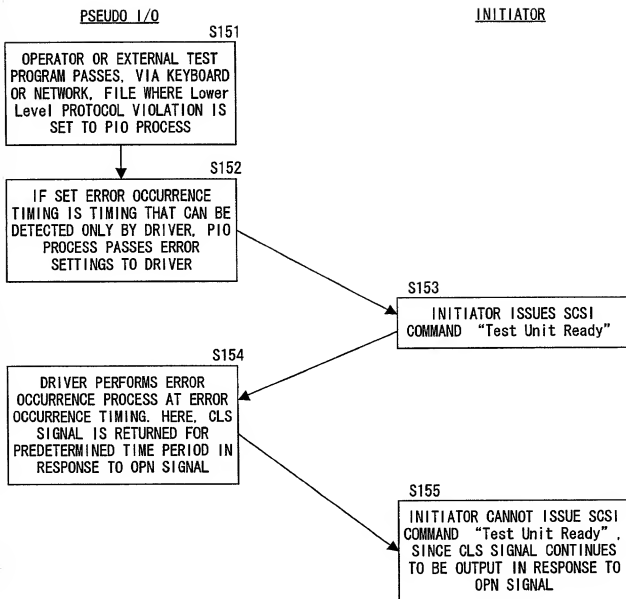 PSEUDO I/O
INITIATOR
S151
OPERATOR OR EXTERNAL TEST
PROGRAM PASSES, VIA KEYBOARD
OR NETWORK, FILE WHERE Lower
Level PROTOCOL VIOLATION IS
SET TO PIO PROCESS
S152
IF SET ERROR OCCURRENCE
TIMING IS TIMING THAT CAN BE
DETECTED ONLY BY DRIVER, PIO
PROCESS PASSES ERROR
SETTINGS TO DRIVER
S153
INITIATOR ISSUES SCSI
COMMAND “Test Unit Ready”
S154
DRIVER PERFORMS ERROR
OCCURRENCE PROCESS AT ERROR
OCCURRENCE TIMING. HERE, CLS
SIGNAL IS RETURNED FOR
PREDETERMINED TIME PERIOD IN
RESPONSE TO OPN SIGNAL
S155
INITIATOR CANNOT ISSUE SCSI
COMMAND “Test Unit Ready”,
SINCE CLS SIGNAL CONTINUES
TO BE OUTPUT IN RESPONSE TO
OPN SIGNAL